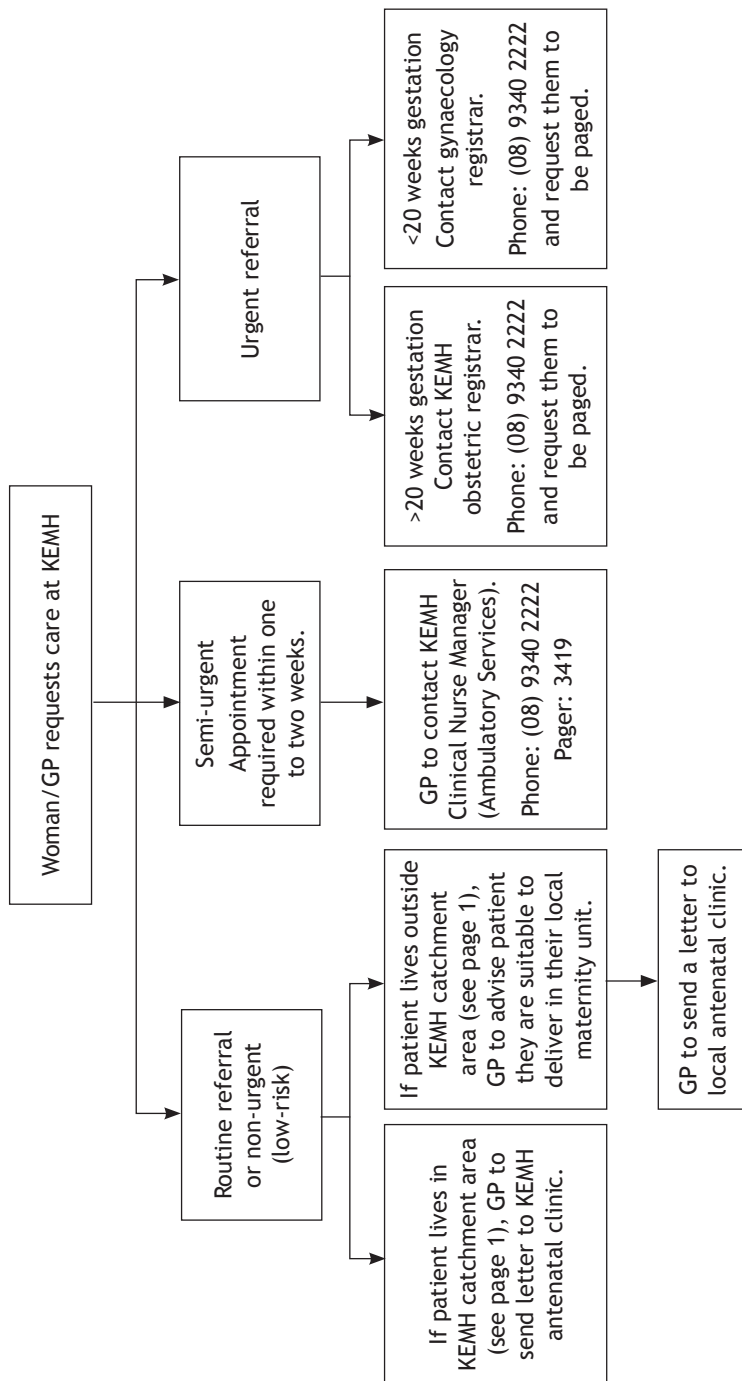 Woman/GP requests care at KEMH
Routine referral
or non-urgent
(low-risk)
Semi-urgent
Appointment
required within one
to two weeks.
Urgent referral
If patient lives in
KEMH catchment area
(see page 1), GP to
send letter to KEMH
antenatal clinic.
If patient lives outside
KEMH catchment
area (see page 1),
GP to advise patient
they are suitable to
deliver in their local
maternity unit.
GP to send a letter to
local antenatal clinic.
GP to contact KEMH
Clinical Nurse Manager
(Ambulatory Services).
Phone: (08) 9340 2222
Pager: 3419
>20 weeks gestation
Contact KEMH
obstetric registrar.
Phone: (08) 9340 2222
and request them to
be paged.
<20 weeks gestation
Contact gynaecology
registrar.
Phone: (08) 9340 2222
and request them to
be paged.